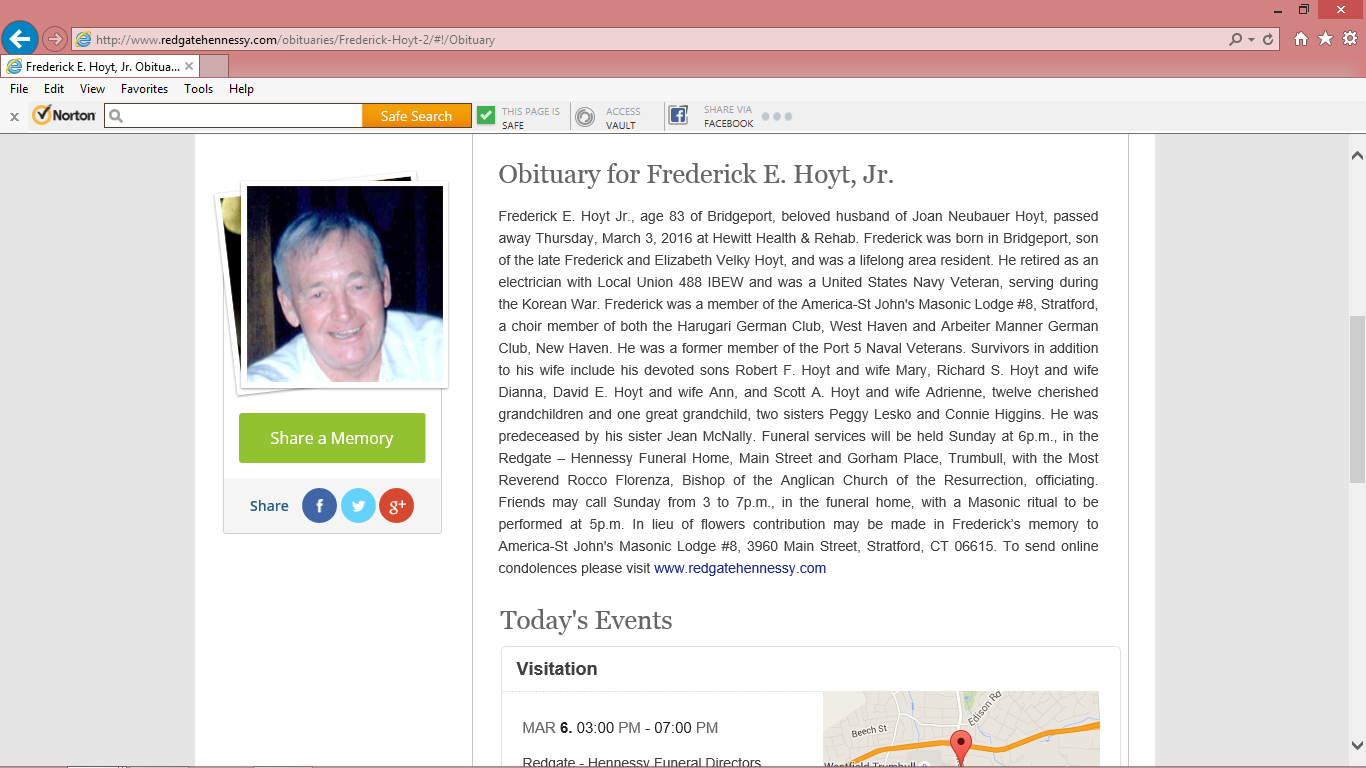 http://www.redgatehennessy.com/obituaries/Frederick-Hoyt-2/#!/Obituary
Frederick E. Hoyt, Jr. Obitua...
File Edit View Favorites Tools Help
Norton Safe Search THIS PAGE IS SAFE ACCESS VAULT SHARE VIA FACEBOOK
Obituary for Frederick E. Hoyt, Jr.
Frederick E. Hoyt Jr., age 83 of Bridgeport, beloved husband of Joan Neubauer Hoyt, passed
away Thursday, March 3, 2016 at Hewitt Health & Rehab. Frederick was born in Bridgeport, son
of the late Frederick and Elizabeth Velky Hoyt, and was a lifelong area resident. He retired as an
electrician with Local Union 488 IBEW and was a United States Navy Veteran, serving during
the Korean War. Frederick was a member of the America-St John's Masonic Lodge #8, Stratford,
a choir member of both the Harugari German Club, West Haven and Arbeiter Manner German
Club, New Haven. He was a former member of the Port 5 Naval Veterans. Survivors in addition
to his wife include his devoted sons Robert F. Hoyt and wife Mary, Richard S. Hoyt and wife
Dianna, David E. Hoyt and wife Ann, and Scott A. Hoyt and wife Adrienne, twelve cherished
grandchildren and one great grandchild, two sisters Peggy Lesko and Connie Higgins. He was
predeceased by his sister Jean McNally. Funeral services will be held Sunday at 6p.m., in the
Redgate – Hennessy Funeral Home, Main Street and Gorham Place, Trumbull, with the Most
Reverend Rocco Florenza, Bishop of the Anglican Church of the Resurrection, officiating.
Friends may call Sunday from 3 to 7p.m., in the funeral home, with a Masonic ritual to be
performed at 5p.m. In lieu of flowers contribution may be made in Frederick's memory to
America-St John's Masonic Lodge #8, 3960 Main Street, Stratford, CT 06615. To send online
condolences please visit www.redgatehennessy.com
Share a Memory
Share f g+
Today's Events
Visitation
MAR 6. 03:00 PM - 07:00 PM
Redgate - Hennessy Funeral Directors
Edison Rd
Beech St
Westfield Trumbull